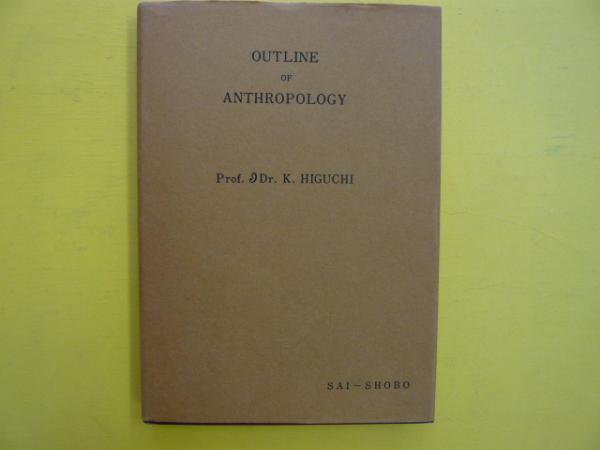 OUTLINE
OF
ANTHROPOLOGY
Prof. Dr. K. HIGUCHI
SAI-SHOBO